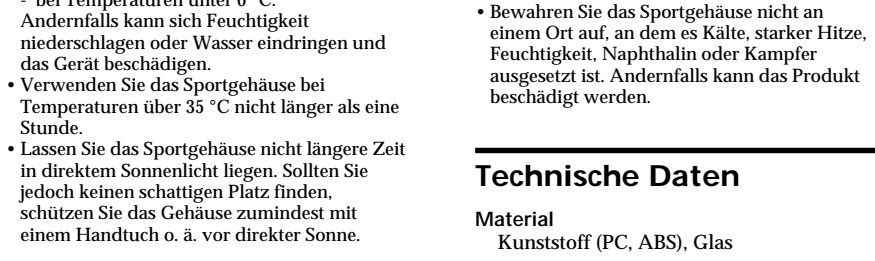 - bei Temperaturen unter 0 °C.
Andernfalls kann sich Feuchtigkeit
niederschlagen oder Wasser eindringen und
das Gerät beschädigen.
• Verwenden Sie das Sportgehäuse bei
Temperaturen über 35 °C nicht länger als eine
Stunde.
• Lassen Sie das Sportgehäuse nicht längere Zeit
in direktem Sonnenlicht liegen. Sollten Sie
jedoch keinen schattigen Platz finden,
schützen Sie das Gehäuse zumindest mit
einem Handtuch o. ä. vor direkter Sonne.
• Bewahren Sie das Sportgehäuse nicht an
einem Ort auf, an dem es Kälte, starker Hitze,
Feuchtigkeit, Naphthalin oder Kampfer
ausgesetzt ist. Andernfalls kann das Produkt
beschädigt werden.
Technische Daten
Material
Kunststoff (PC, ABS), Glas